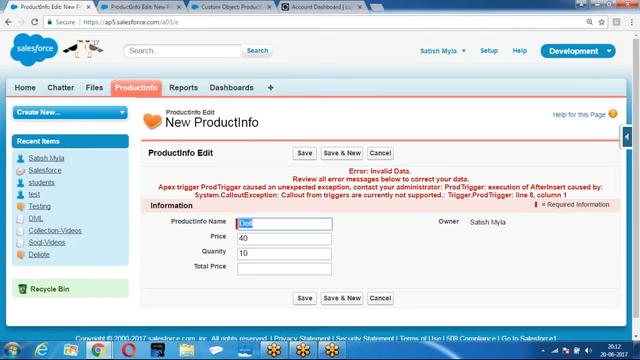 ProductInfo Edit: New P
ProductInfo Edit: New P
Custom Object: Product
Account Dashboard | su
Secure
https://ap5.salesforce.com/a03/e
salesforce
Search...
Search
Satish Myla
Setup
Help
Development
Home
Chatter
Files
ProductInfo
Reports
Dashboards
+
Create New...
Recent Items
Satish Myla
Salesforce
students
test
Testing
DML
Collection-Videos
Soql-Videos
Deliote
Recycle Bin
ProductInfo Edit
New ProductInfo
Help for this Page
ProductInfo Edit
Save
Save & New
Cancel
Error: Invalid Data.
Review all error messages below to correct your data.
Apex trigger ProdTrigger caused an unexpected exception, contact your administrator: ProdTrigger: execution of AfterInsert caused by:
System.CalloutException: Callout from triggers are currently not supported.: Trigger.ProdTrigger: line 8, column 1
Information
= Required Information
ProductInfo Name
Dell
Owner
Satish Myla
Price
40
Quanity
10
Total Price
Save
Save & New
Cancel
Copyright © 2000-2017 salesforce.com, inc. All rights reserved. | Privacy Statement | Security Statement | Terms of Use | 508 Compliance | Go to Salesforce1
20:12
20-06-2017